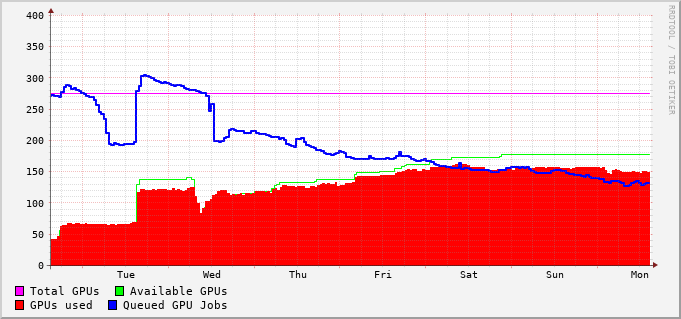 400
350
300
250
200
150
100
50
0
Tue Wed Thu Fri Sat Sun Mon
Total GPUs Available GPUs
GPUs used Queued GPU Jobs
RRDTOOL / TOBI OETIKER